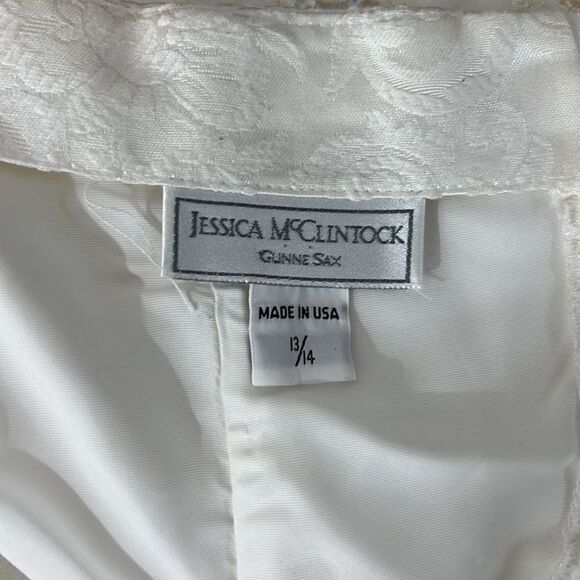 JESSICA McCLINTOCK
GUNNE SAX
MADE IN USA
13/14